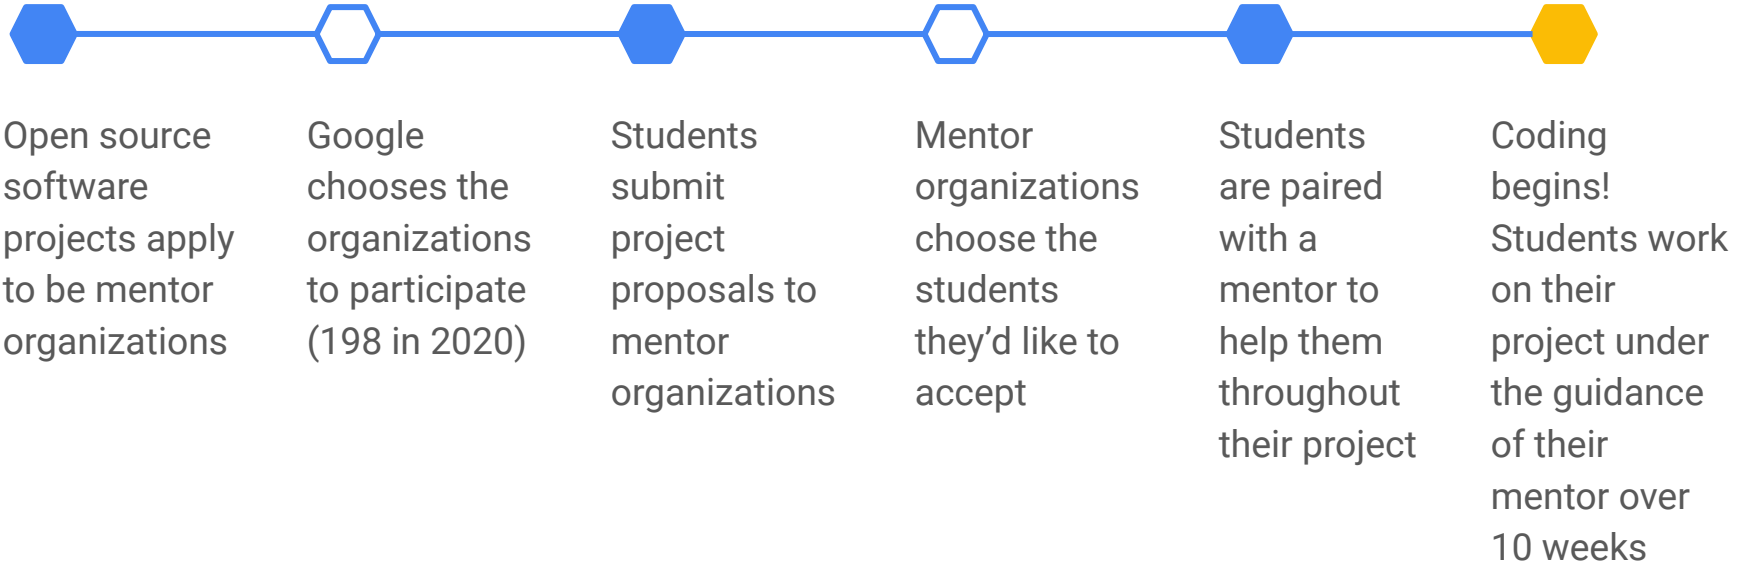 Open source
software
projects apply
to be mentor
organizations
Google
chooses the
organizations
to participate
(198 in 2020)
Students
submit
project
proposals to
mentor
organizations
Mentor
organizations
choose the
students
they’d like to
accept
Students
are paired
with a
mentor to
help them
throughout
their project
Coding
begins!
Students work
on their
project under
the guidance
of their
mentor over
10 weeks